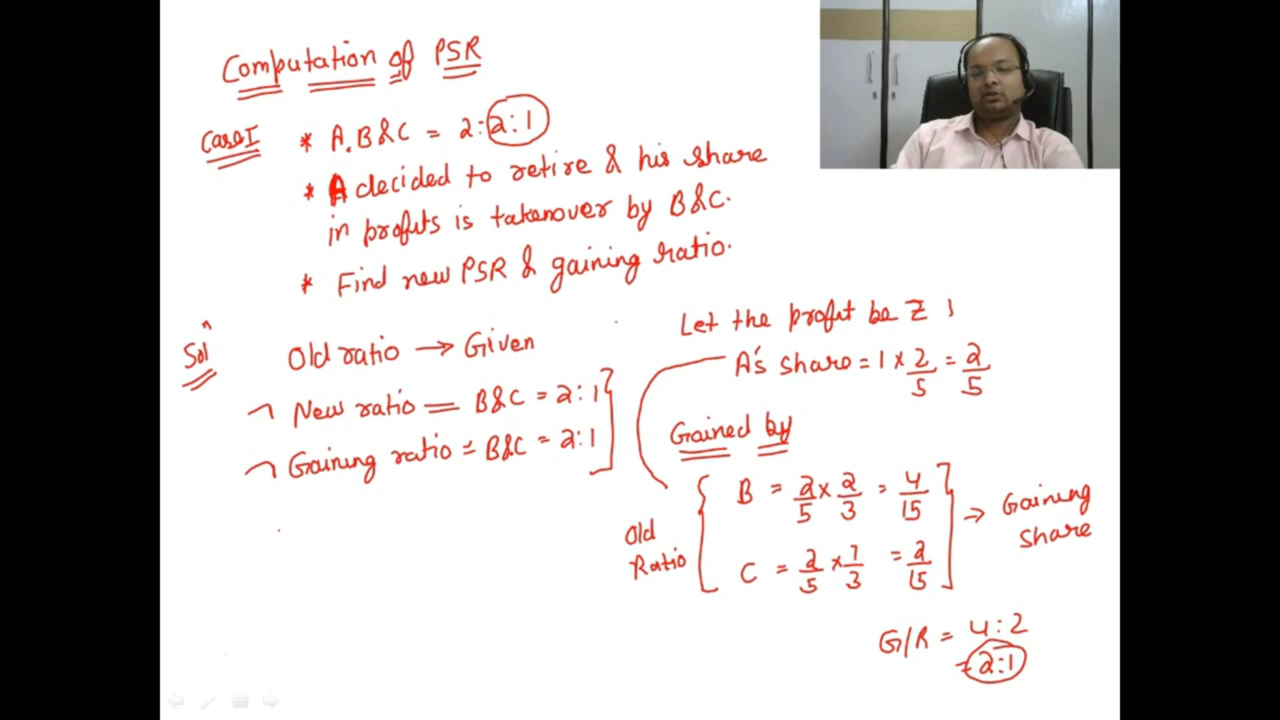 Computation of PSR
Case I * A, B & C = 2:2:1
* A decided to retire & his share
in profits is takenover by B&C.
* Find new PSR & gaining ratio.
Solⁿ Old ratio → Given
New ratio = B&C = 2:1
Gaining ratio = B&C = 2:1
Let the profit be ₹ 1
A's share = 1 × 2/5 = 2/5
Gained by
Old
Ratio
B = 2/5 × 2/3 = 4/15
C = 2/5 × 1/3 = 2/15
→ Gaining
share
G/R = 4:2
= 2:1